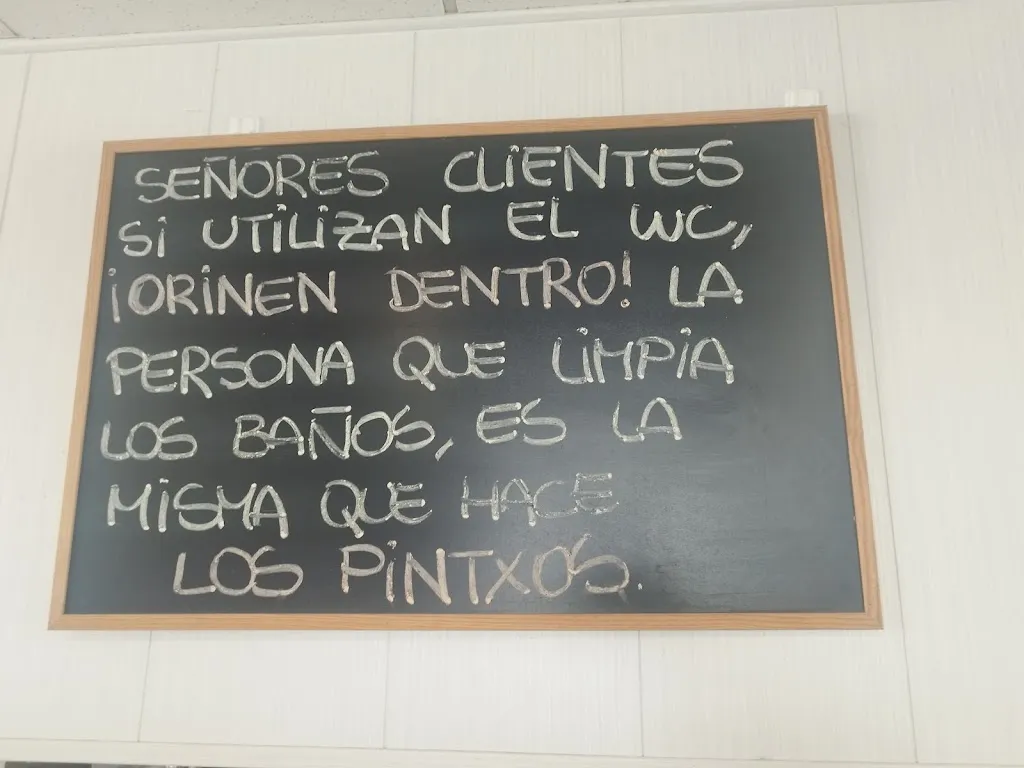 SEÑORES CLIENTES
SI UTILIZAN EL WC,
¡ORINEN DENTRO! LA
PERSONA QUE LIMPIA
LOS BAÑOS, ES LA
MISMA QUE HACE
LOS PINTXOS.